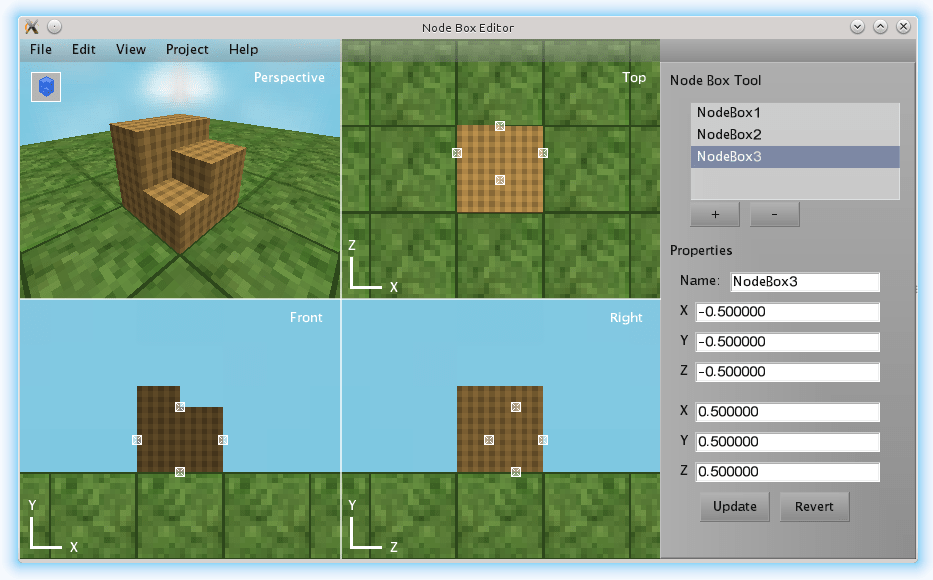 Node Box Editor
File Edit View Project Help
Perspective
Top
Z
X
Front
Y
X
Right
Y
Z
Node Box Tool
NodeBox1
NodeBox2
NodeBox3
+ -
Properties
Name: NodeBox3
X -0.500000
Y -0.500000
Z -0.500000
X 0.500000
Y 0.500000
Z 0.500000
Update Revert